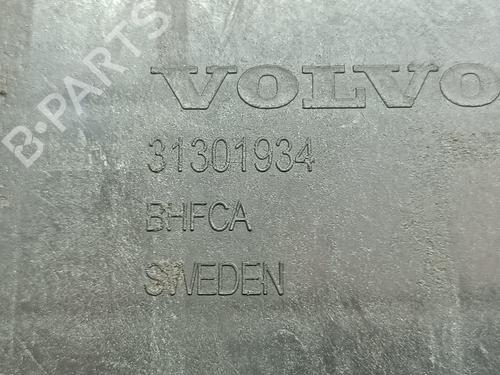 B-PARTS
VOLVO
31301934
BHFCA
SWEDEN